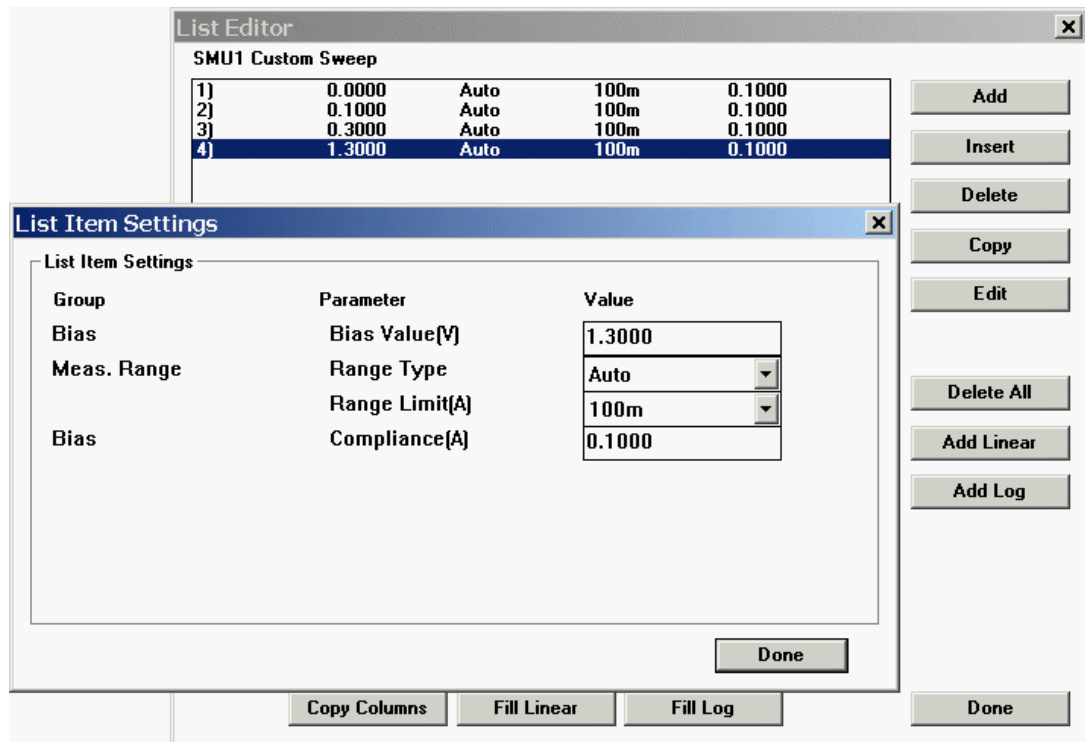 List Editor
SMU1 Custom Sweep
1) 0.0000 Auto 100m 0.1000
2) 0.1000 Auto 100m 0.1000
3) 0.3000 Auto 100m 0.1000
4) 1.3000 Auto 100m 0.1000
Add
Insert
Delete
Copy
Edit
Delete All
Add Linear
Add Log
List Item Settings
List Item Settings
Group Parameter Value
Bias Bias Value(V) 1.3000
Meas. Range Range Type Auto
Range Limit(A) 100m
Bias Compliance(A) 0.1000
Done
Copy Columns Fill Linear Fill Log Done